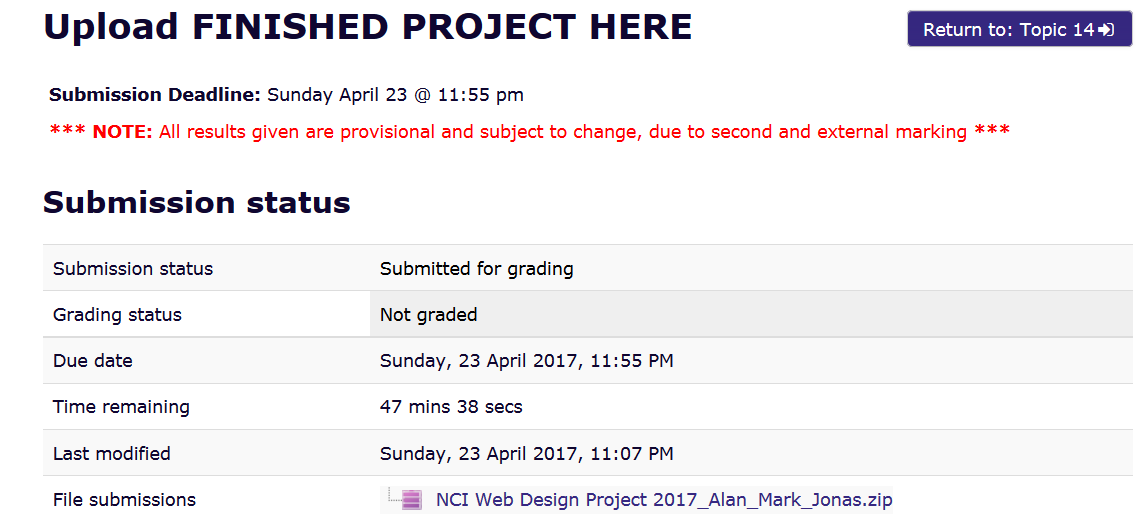 Upload FINISHED PROJECT HERE
Return to: Topic 14
Submission Deadline: Sunday April 23 @ 11:55 pm
*** NOTE: All results given are provisional and subject to change, due to second and external marking ***
Submission status
Submission status Submitted for grading
Grading status Not graded
Due date Sunday, 23 April 2017, 11:55 PM
Time remaining 47 mins 38 secs
Last modified Sunday, 23 April 2017, 11:07 PM
File submissions NCI Web Design Project 2017_Alan_Mark_Jonas.zip